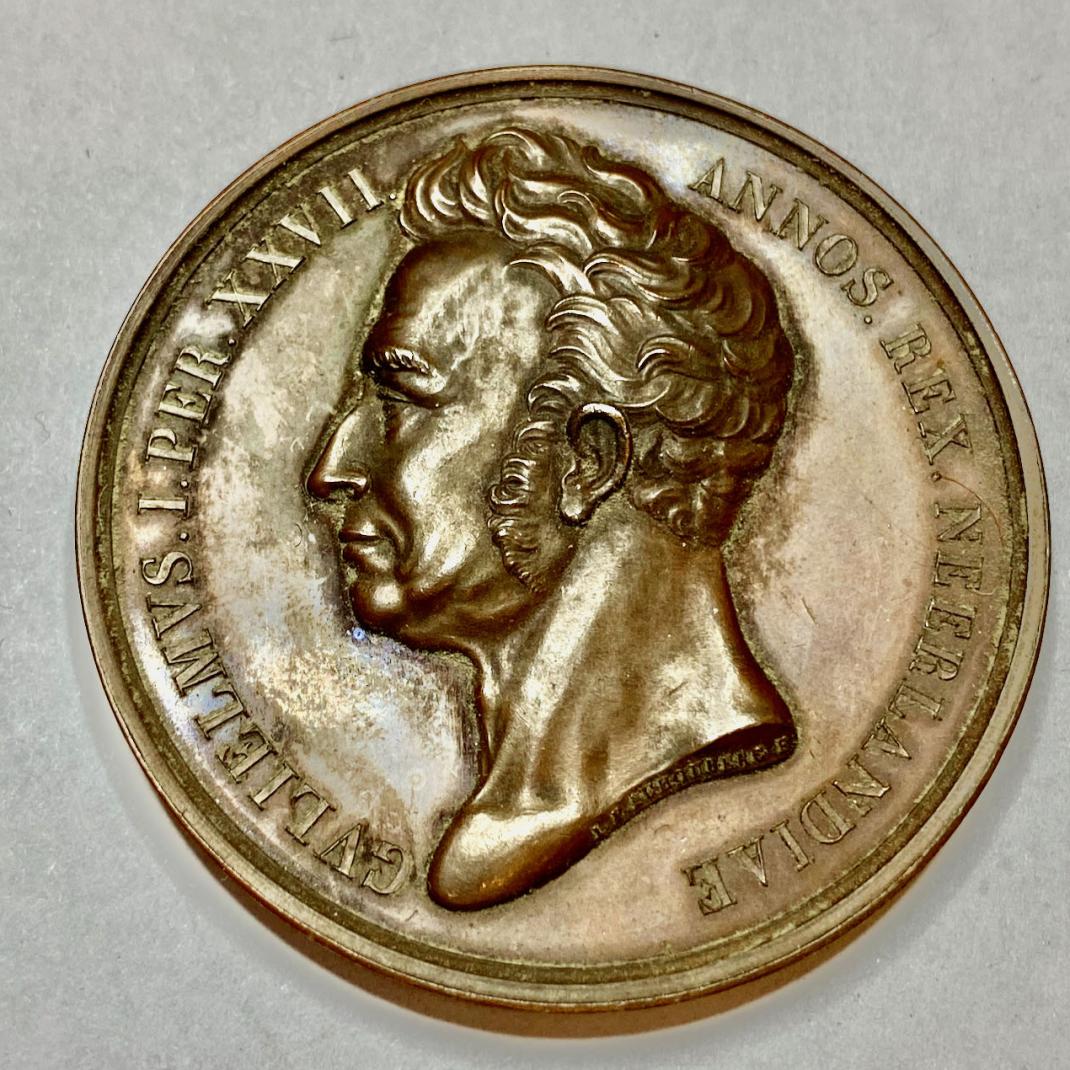 GVLIELMVS. I. PER. XXVII. ANNOS. REX. NEERLANDIAE